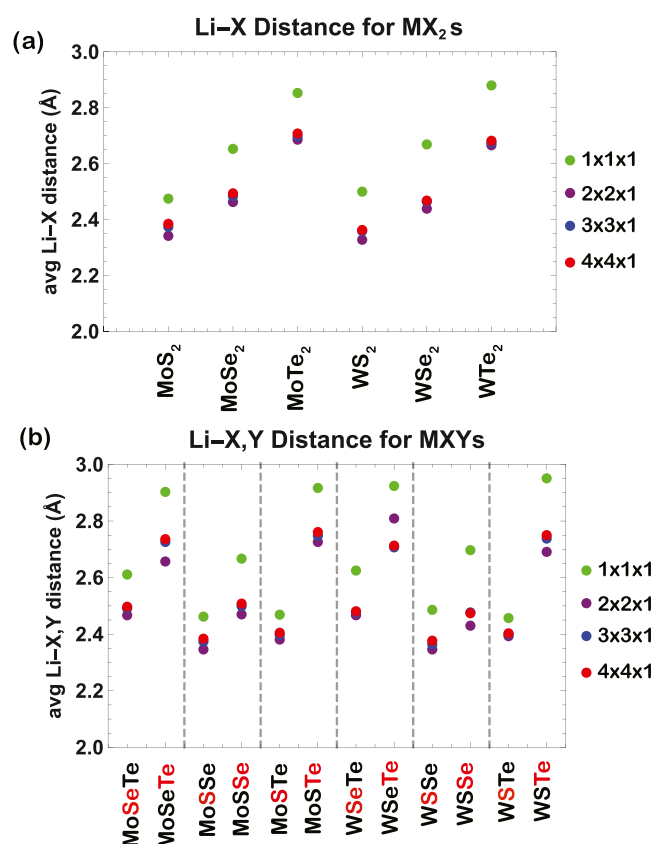 (a)
Li–X Distance for MX₂s
avg Li–X distance (Å)
3.0
2.8
2.6
2.4
2.2
2.0
MoS₂
MoSe₂
MoTe₂
WS₂
WSe₂
WTe₂
1x1x1
2x2x1
3x3x1
4x4x1
(b)
Li–X,Y Distance for MXYs
avg Li–X,Y distance (Å)
3.0
2.8
2.6
2.4
2.2
2.0
MoSeTe
MoSeTe
MoSSe
MoSSe
MoSTe
MoSTe
WSeTe
WSeTe
WSSe
WSSe
WSTe
WSTe
1x1x1
2x2x1
3x3x1
4x4x1